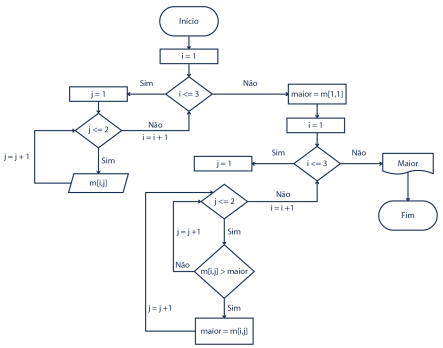 Início
i = 1
Sim
i <= 3
Não
j = 1
maior = m[1,1]
j <= 2
Não
i = i + 1
i = 1
j = j + 1
Sim
m[i,j]
Sim
i <= 3
Não
j = 1
Maior
j <= 2
Não
i = i +1
Fim
j = j +1
Sim
Não
m[i,j] > maior
j = j +1
Sim
maior = m[i,j]